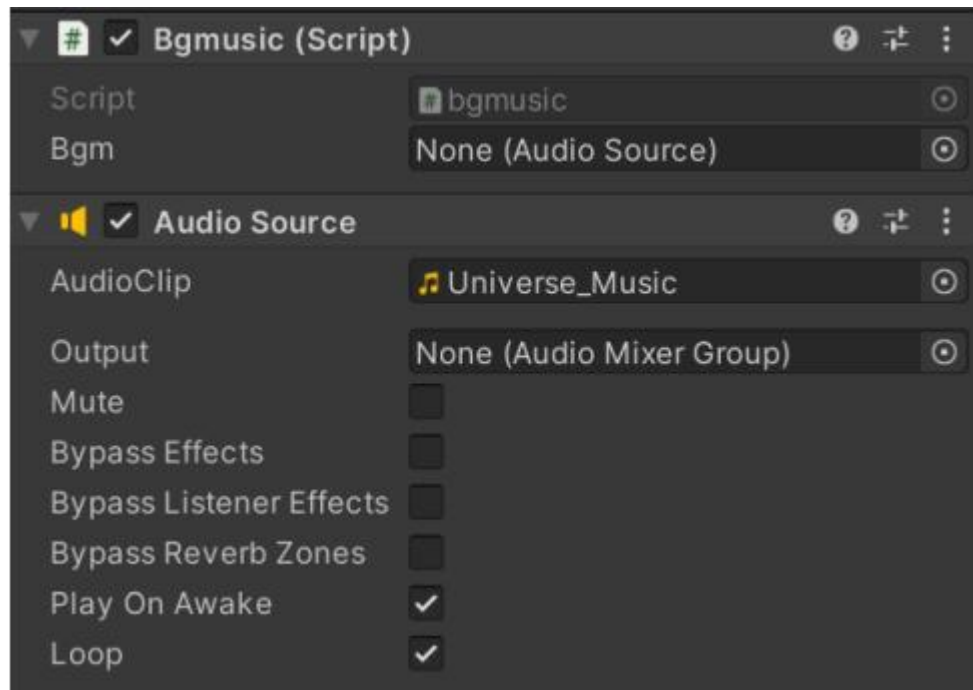 Bgmusic (Script)
Script bgmusic
Bgm None (Audio Source)
Audio Source
AudioClip Universe_Music
Output None (Audio Mixer Group)
Mute
Bypass Effects
Bypass Listener Effects
Bypass Reverb Zones
Play On Awake
Loop